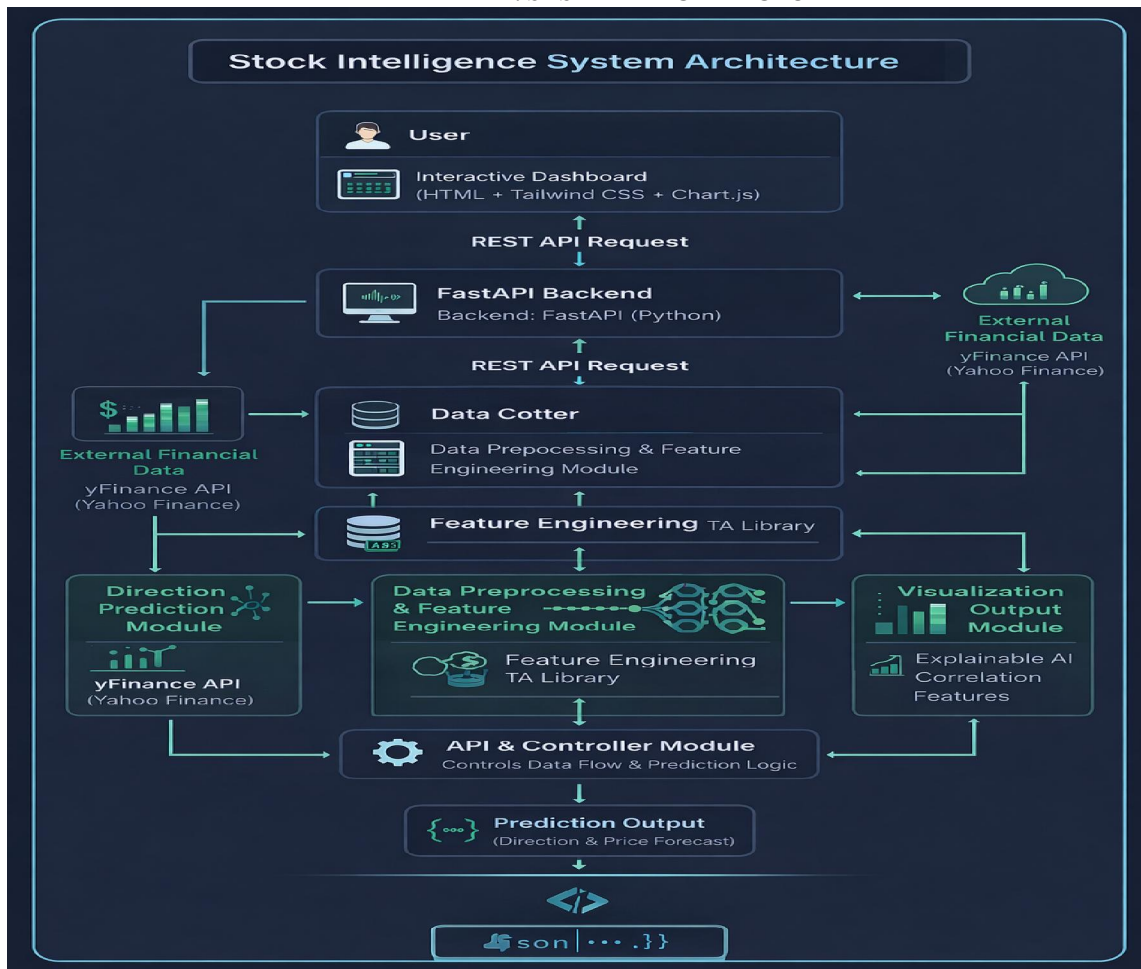 Stock Intelligence System Architecture
User
Interactive Dashboard
(HTML + Tailwind CSS + Chart.js)
REST API Request
FastAPI Backend
Backend: FastAPI (Python)
External
Financial Data
yFinance API
(Yahoo Finance)
REST API Request
Data Cotter
Data Prepocessing & Feature
Engineering Module
$
External Financial
Data
yFinance API
(Yahoo Finance)
Feature Engineering TA Library
Direction
Prediction
Module
yFinance API
(Yahoo Finance)
Data Preprocessing
& Feature
Engineering Module
$
Feature Engineering
TA Library
Visualization
Output
Module
Explainable AI
Correlation
Features
API & Controller Module
Controls Data Flow & Prediction Logic
Prediction Output
(Direction & Price Forecast)
</>
son|••• .}}